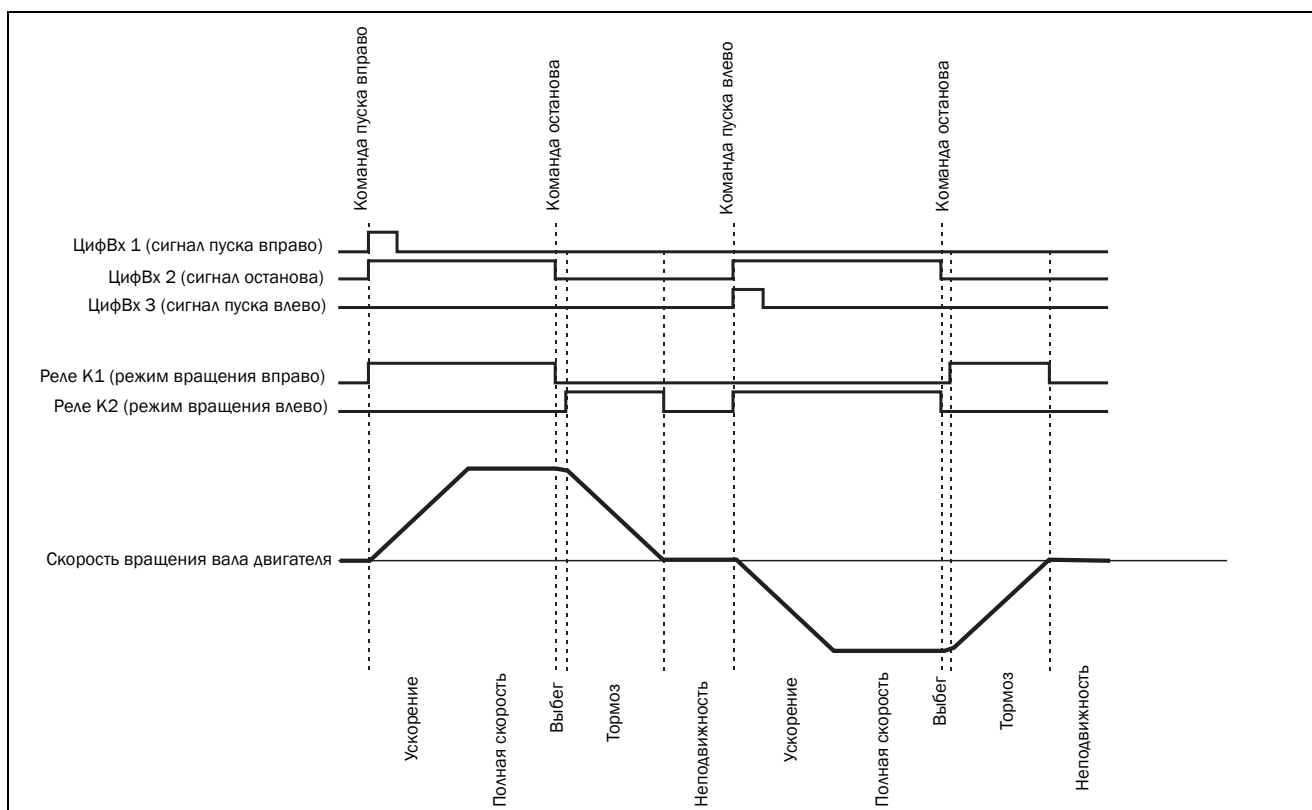 Команда пуска вправо
Команда останова
Команда пуска влево
Команда останова
ЦифВх 1 (сигнал пуска вправо)
ЦифВх 2 (сигнал останова)
ЦифВх 3 (сигнал пуска влево)
Реле К1 (режим вращения вправо)
Реле К2 (режим вращения влево)
Скорость вращения вала двигателя
Ускорение
Полная скорость
Выбег
Тормоз
Неподвижность
Ускорение
Полная скорость
Выбег
Тормоз
Неподвижность